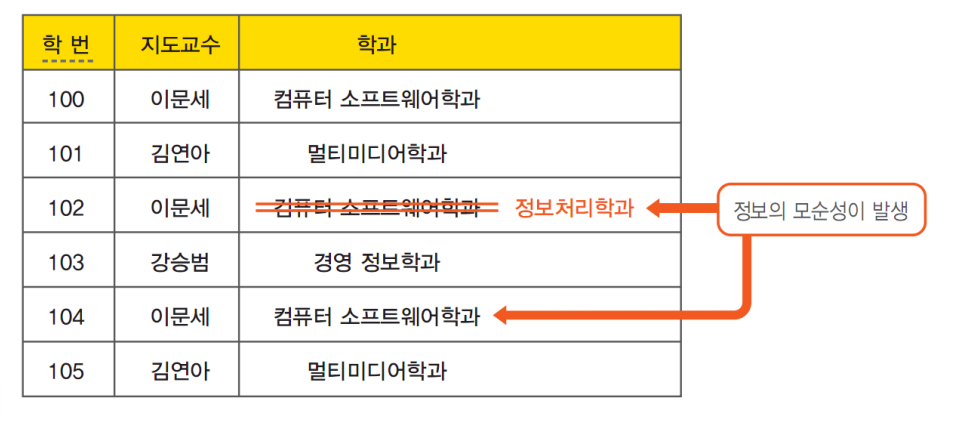 학 번 지도교수 학과
100 이문세 컴퓨터 소프트웨어학과
101 김연아 멀티미디어학과
102 이문세 컴퓨터 소프트웨어학과 정보처리학과 정보의 모순성이 발생
103 강승범 경영 정보학과
104 이문세 컴퓨터 소프트웨어학과
105 김연아 멀티미디어학과